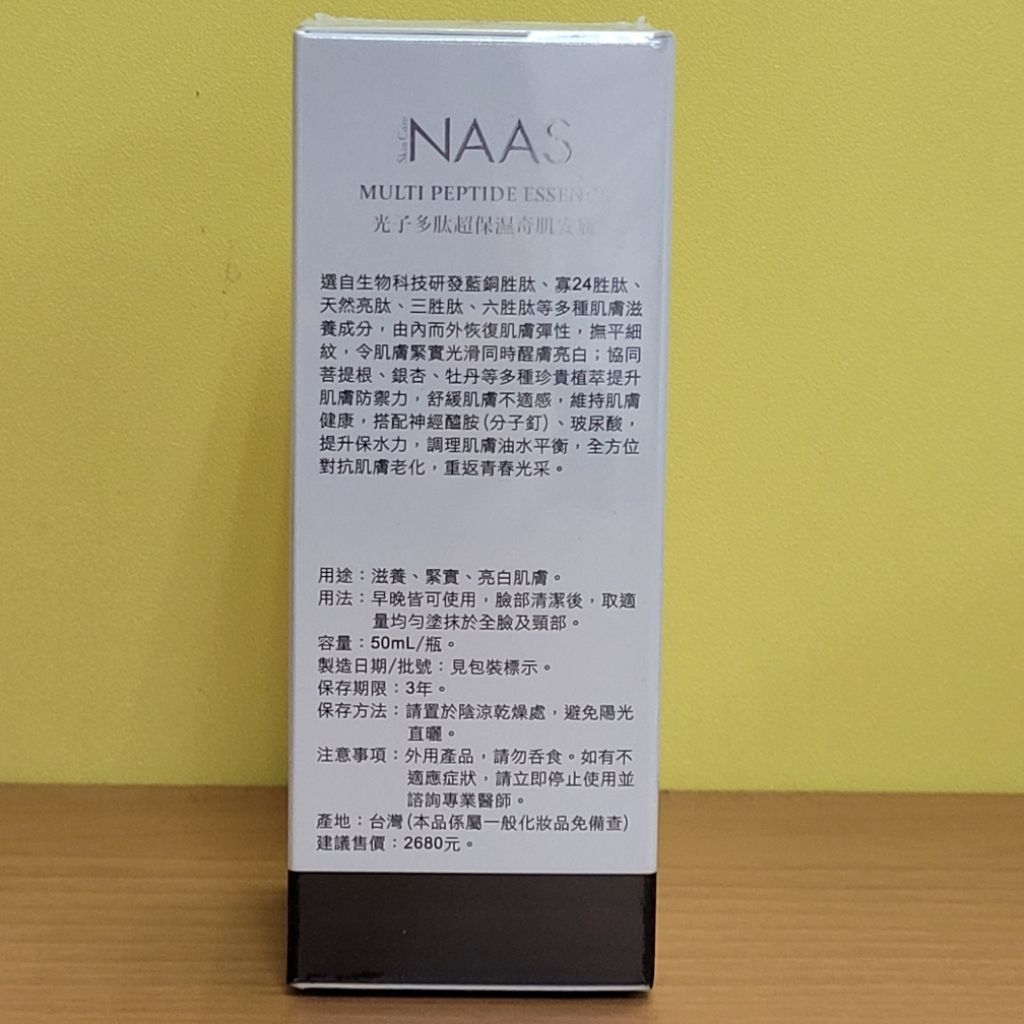 Skin Care
NAAS
MULTI PEPTIDE ESSENCE
光子多肽超保濕奇肌安瓶
選自生物科技研發藍銅胜肽、寡24胜肽、
天然亮肽、三胜肽、六胜肽等多種肌膚滋
養成分，由內而外恢復肌膚彈性，撫平細
紋，令肌膚緊實光滑同時醒膚亮白；協同
菩提根、銀杏、牡丹等多種珍貴植萃提升
肌膚防禦力，舒緩肌膚不適感，維持肌膚
健康，搭配神經醯胺(分子釘)、玻尿酸，
提升保水力，調理肌膚油水平衡，全方位
對抗肌膚老化，重返青春光采。
用途：滋養、緊實、亮白肌膚。
用法：早晚皆可使用，臉部清潔後，取適
量均勻塗抹於全臉及頸部。
容量：50mL/瓶。
製造日期/批號：見包裝標示。
保存期限：3年。
保存方法：請置於陰涼乾燥處，避免陽光
直曬。
注意事項：外用產品，請勿吞食。如有不
適應症狀，請立即停止使用並
諮詢專業醫師。
產地：台灣(本品係屬一般化妝品免備查)
建議售價：2680元。